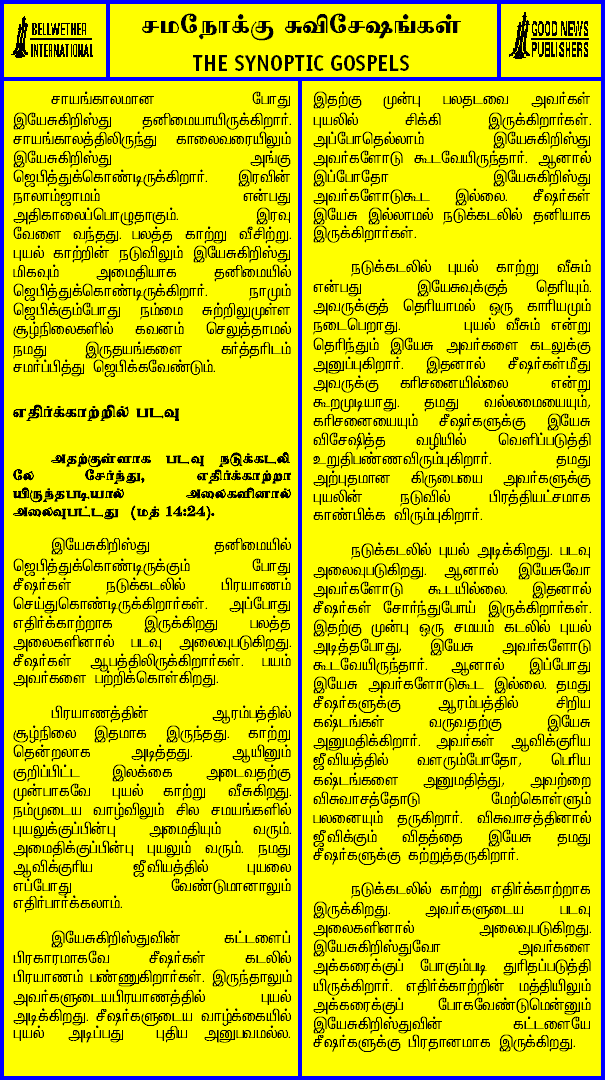 BELLWETHER
INTERNATIONAL
சமநோக்கு சுவிசேஷங்கள்
THE SYNOPTIC GOSPELS
GOOD NEWS
PUBLISHERS
சாயங்காலமான போது
இயேசுகிறிஸ்து தனிமையாயிருக்கிறார்.
சாயங்காலத்திலிருந்து காலைவரையிலும்
இயேசுகிறிஸ்து அங்கு
ஜெபித்துக்கொண்டிருக்கிறார். இரவின்
நாலாம்ஜாமம் என்பது
அதிகாலைப்பொழுதாகும். இரவு
வேளை வந்தது. பலத்த காற்று வீசிற்று.
புயல் காற்றின் நடுவிலும் இயேசுகிறிஸ்து
மிகவும் அமைதியாக தனிமையில்
ஜெபித்துக்கொண்டிருக்கிறார். நாமும்
ஜெபிக்கும்போது நம்மை சுற்றிலுமுள்ள
சூழ்நிலைகளில் கவனம் செலுத்தாமல்
நமது இருதயங்களை கர்த்தரிடம்
சமர்ப்பித்து ஜெபிக்கவேண்டும்.
எதிர்க்காற்றில் படவு
அதற்குள்ளாக படவு நடுக்கடலி
லே சேர்ந்து, எதிர்க்காற்றா
யிருந்தபடியால் அலைகளினால்
அலைவுபட்டது (மத் 14:24).
இயேசுகிறிஸ்து தனிமையில்
ஜெபித்துக்கொண்டிருக்கும் போது
சீஷர்கள் நடுக்கடலில் பிரயாணம்
செய்துகொண்டிருக்கிறார்கள். அப்போது
எதிர்க்காற்றாக இருக்கிறது பலத்த
அலைகளினால் படவு அலைவுபடுகிறது.
சீஷர்கள் ஆபத்திலிருக்கிறார்கள். பயம்
அவர்களை பற்றிக்கொள்கிறது.
பிரயாணத்தின் ஆரம்பத்தில்
சூழ்நிலை இதமாக இருந்தது. காற்று
தென்றலாக அடித்தது. ஆயினும்
குறிப்பிட்ட இலக்கை அடைவதற்கு
முன்பாகவே புயல் காற்று வீசுகிறது.
நம்முடைய வாழ்விலும் சில சமயங்களில்
புயலுக்குப்பின்பு அமைதியும் வரும்.
அமைதிக்குப்பின்பு புயலும் வரும். நமது
ஆவிக்குரிய ஜீவியத்தில் புயலை
எப்போது வேண்டுமானாலும்
எதிர்பார்க்கலாம்.
இயேசுகிறிஸ்துவின் கட்டளைப்
பிரகாரமாகவே சீஷர்கள் கடலில்
பிரயாணம் பண்ணுகிறார்கள். இருந்தாலும்
அவர்களுடையபிரயாணத்தில் புயல்
அடிக்கிறது. சீஷர்களுடைய வாழ்க்கையில்
புயல் அடிப்பது புதிய அனுபவமல்ல.
இதற்கு முன்பு பலதடவை அவர்கள்
புயலில் சிக்கி இருக்கிறார்கள்.
அப்போதெல்லாம் இயேசுகிறிஸ்து
அவர்களோடு கூடவேயிருந்தார். ஆனால்
இப்போதோ இயேசுகிறிஸ்து
அவர்களோடுகூட இல்லை. சீஷர்கள்
இயேசு இல்லாமல் நடுக்கடலில் தனியாக
இருக்கிறார்கள்.
நடுக்கடலில் புயல் காற்று வீசும்
என்பது இயேசுவுக்குத் தெரியும்.
அவருக்குத் தெரியாமல் ஒரு காரியமும்
நடைபெறாது. புயல் வீசும் என்று
தெரிந்தும் இயேசு அவர்களை கடலுக்கு
அனுப்புகிறார். இதனால் சீஷர்கள்மீது
அவருக்கு கரிசனையில்லை என்று
கூறமுடியாது. தமது வல்லமையையும்,
கரிசனையையும் சீஷர்களுக்கு இயேசு
விசேஷித்த வழியில் வெளிப்படுத்தி
உறுதிபண்ணவிரும்புகிறார். தமது
அற்புதமான கிருபையை அவர்களுக்கு
புயலின் நடுவில் பிரத்தியட்சமாக
காண்பிக்க விரும்புகிறார்.
நடுக்கடலில் புயல் அடிக்கிறது. படவு
அலைவுபடுகிறது. ஆனால் இயேசுவோ
அவர்களோடு கூடயில்லை. இதனால்
சீஷர்கள் சோர்ந்துபோய் இருக்கிறார்கள்.
இதற்கு முன்பு ஒரு சமயம் கடலில் புயல்
அடித்தபோது, இயேசு அவர்களோடு
கூடவேயிருந்தார். ஆனால் இப்போது
இயேசு அவர்களோடுகூட இல்லை. தமது
சீஷர்களுக்கு ஆரம்பத்தில் சிறிய
கஷ்டங்கள் வருவதற்கு இயேசு
அனுமதிக்கிறார். அவர்கள் ஆவிக்குரிய
ஜீவியத்தில் வளரும்போதோ, பெரிய
கஷ்டங்களை அனுமதித்து, அவற்றை
விசுவாசத்தோடு மேற்கொள்ளும்
பலனையும் தருகிறார். விசுவாசத்தினால்
ஜீவிக்கும் விதத்தை இயேசு தமது
சீஷர்களுக்கு கற்றுத்தருகிறார்.
நடுக்கடலில் காற்று எதிர்க்காற்றாக
இருக்கிறது. அவர்களுடைய படவு
அலைகளினால் அலைவுபடுகிறது.
இயேசுகிறிஸ்துவோ அவர்களை
அக்கரைக்குப் போகும்படி துரிதப்படுத்தி
யிருக்கிறார். எதிர்க்காற்றின் மத்தியிலும்
அக்கரைக்குப் போகவேண்டுமென்னும்
இயேசுகிறிஸ்துவின் கட்டளையே
சீஷர்களுக்கு பிரதானமாக இருக்கிறது.